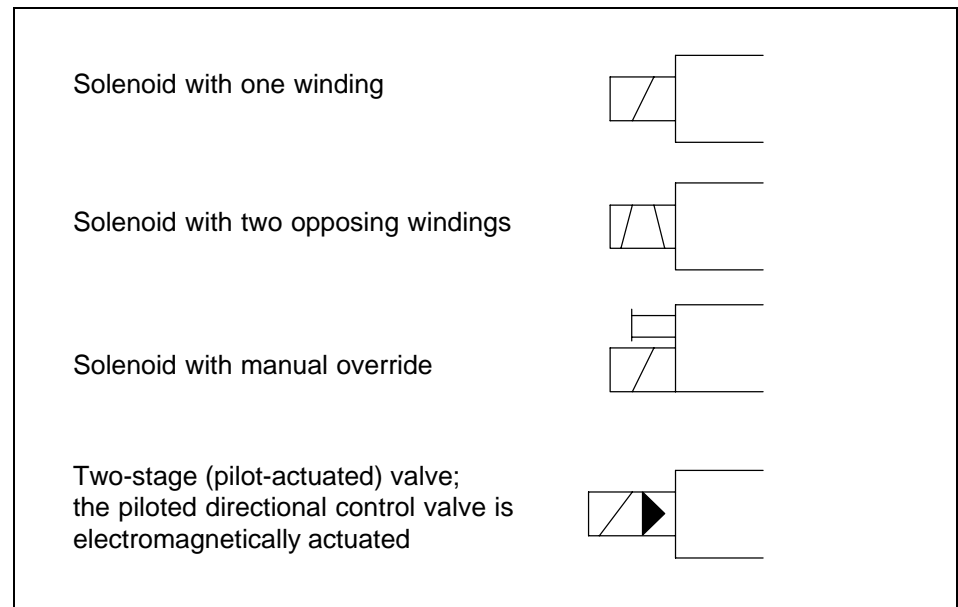 Solenoid with one winding
Solenoid with two opposing windings
Solenoid with manual override
Two-stage (pilot-actuated) valve;
the piloted directional control valve is
electromagnetically actuated